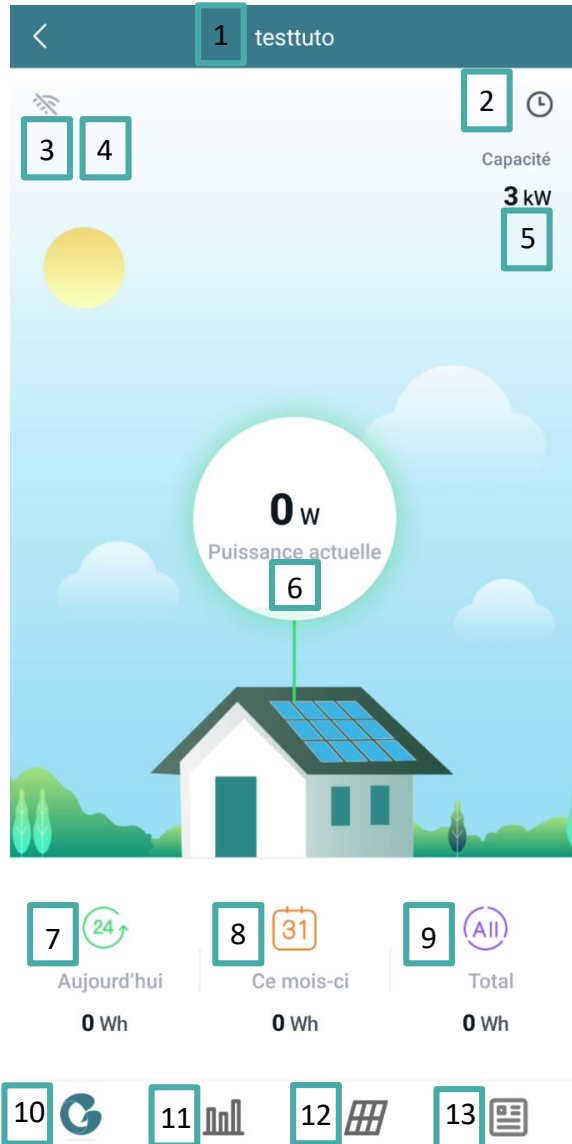 1 testtuto
2
3 4
Capacité
3 kW
5
0 W
Puissance actuelle
6
7 24 8 31 9 All
Aujourd'hui Ce mois-ci Total
0 Wh 0 Wh 0 Wh
10 11 12 13